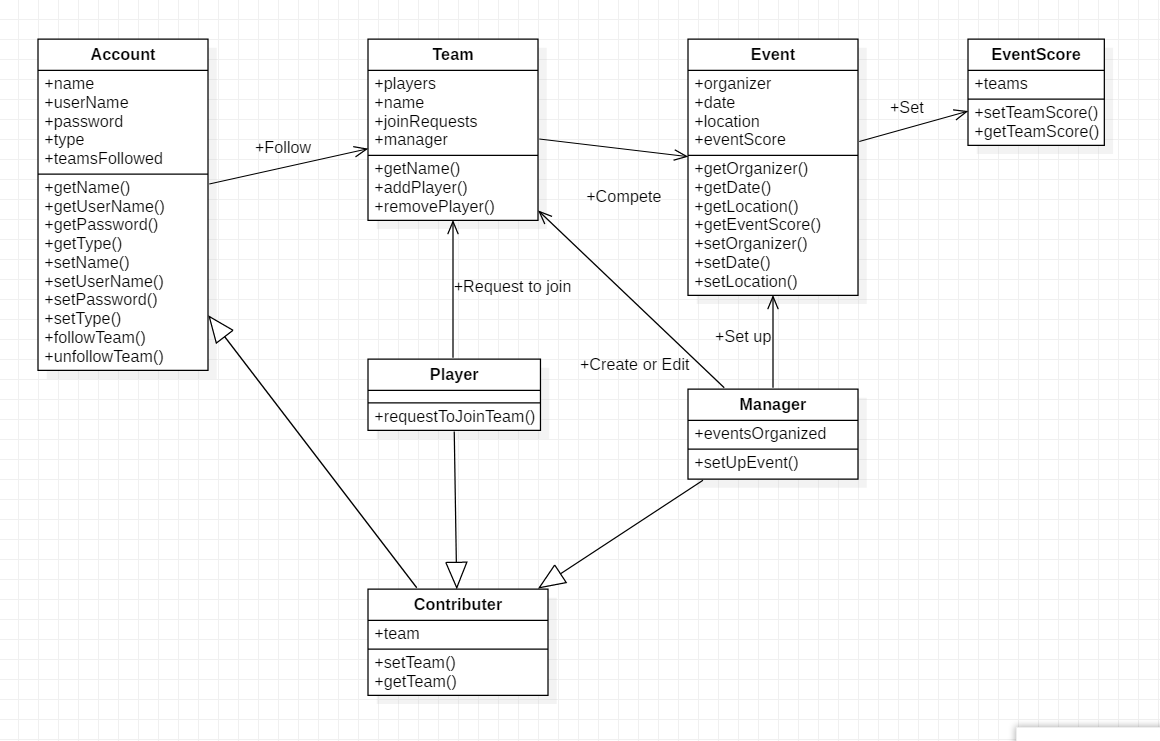 Account
+name
+userName
+password
+type
+teamsFollowed
+getName()
+getUserName()
+getPassword()
+getType()
+setName()
+setUserName()
+setPassword()
+setType()
+followTeam()
+unfollowTeam()
+Follow
Team
+players
+name
+joinRequests
+manager
+getName()
+addPlayer()
+removePlayer()
+Compete
Event
+organizer
+date
+location
+eventScore
+getOrganizer()
+getDate()
+getLocation()
+getEventScore()
+setOrganizer()
+setDate()
+setLocation()
+Set
EventScore
+teams
+setTeamScore()
+getTeamScore()
+Request to join
+Create or Edit
+Set up
Player
+requestToJoinTeam()
Manager
+eventsOrganized
+setUpEvent()
Contributer
+team
+setTeam()
+getTeam()